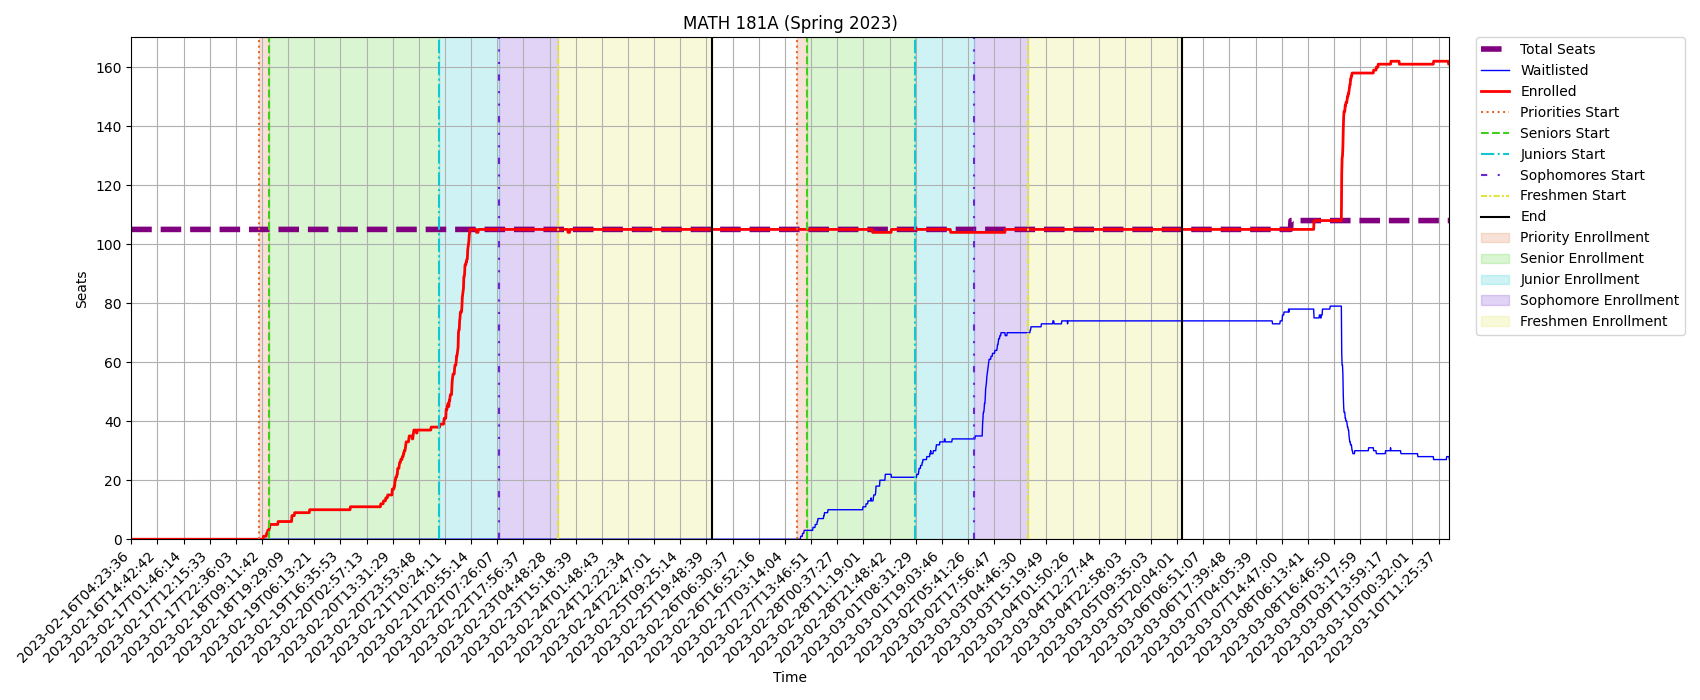 MATH 181A (Spring 2023)
160
140
120
100
80
60
40
20
0
Seats
2023-02-16T04:23:36
2023-02-16T14:42:42
2023-02-17T01:46:14
2023-02-17T12:15:33
2023-02-17T22:36:03
2023-02-18T09:11:42
2023-02-18T19:29:09
2023-02-19T06:13:21
2023-02-19T16:35:53
2023-02-20T02:57:13
2023-02-20T13:31:29
2023-02-20T23:53:48
2023-02-21T10:24:11
2023-02-21T20:55:14
2023-02-22T07:26:07
2023-02-22T17:56:37
2023-02-23T04:48:28
2023-02-23T15:18:39
2023-02-24T01:48:43
2023-02-24T12:22:34
2023-02-24T22:47:01
2023-02-25T09:25:14
2023-02-25T19:48:39
2023-02-26T06:30:37
2023-02-26T16:52:16
2023-02-27T03:14:04
2023-02-27T13:46:51
2023-02-28T00:37:27
2023-02-28T11:19:01
2023-02-28T21:48:42
2023-03-01T08:31:29
2023-03-01T19:03:46
2023-03-02T05:41:26
2023-03-02T17:56:47
2023-03-03T04:46:30
2023-03-03T15:19:49
2023-03-04T01:50:26
2023-03-04T12:27:44
2023-03-04T22:58:03
2023-03-05T09:35:03
2023-03-05T20:04:01
2023-03-06T06:51:07
2023-03-06T17:39:48
2023-03-07T04:05:39
2023-03-07T14:47:00
2023-03-08T06:13:41
2023-03-08T16:46:50
2023-03-09T03:17:59
2023-03-09T13:59:17
2023-03-10T00:32:01
2023-03-10T11:25:37
Time
Total Seats
Waitlisted
Enrolled
Priorities Start
Seniors Start
Juniors Start
Sophomores Start
Freshmen Start
End
Priority Enrollment
Senior Enrollment
Junior Enrollment
Sophomore Enrollment
Freshmen Enrollment